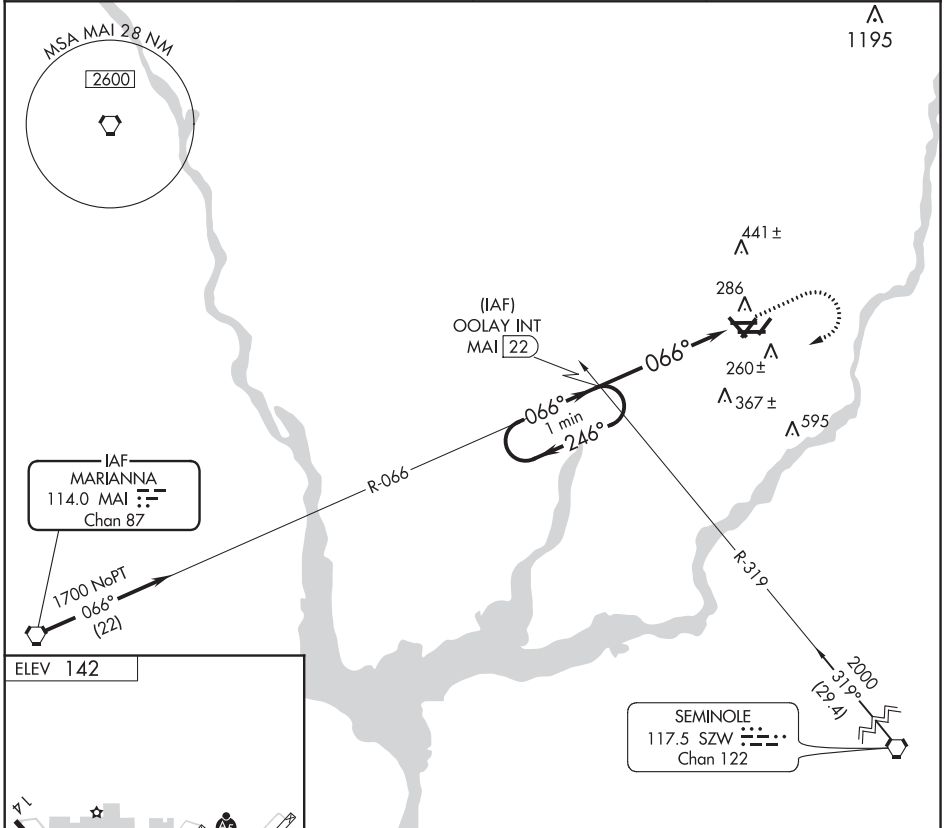 MSA MAI 28 NM
2600
1195
441 ±
286
(IAF)
OOLAY INT
MAI 22
066°
260 ±
066°
1 min
246°
367 ±
595
IAF
MARIANNA
114.0 MAI
Chan 87
R-066
1700 NoPT
066°
(22)
R-319
2000
319°
(29.4)
ELEV 142
SEMINOLE
117.5 SZW
Chan 122
14